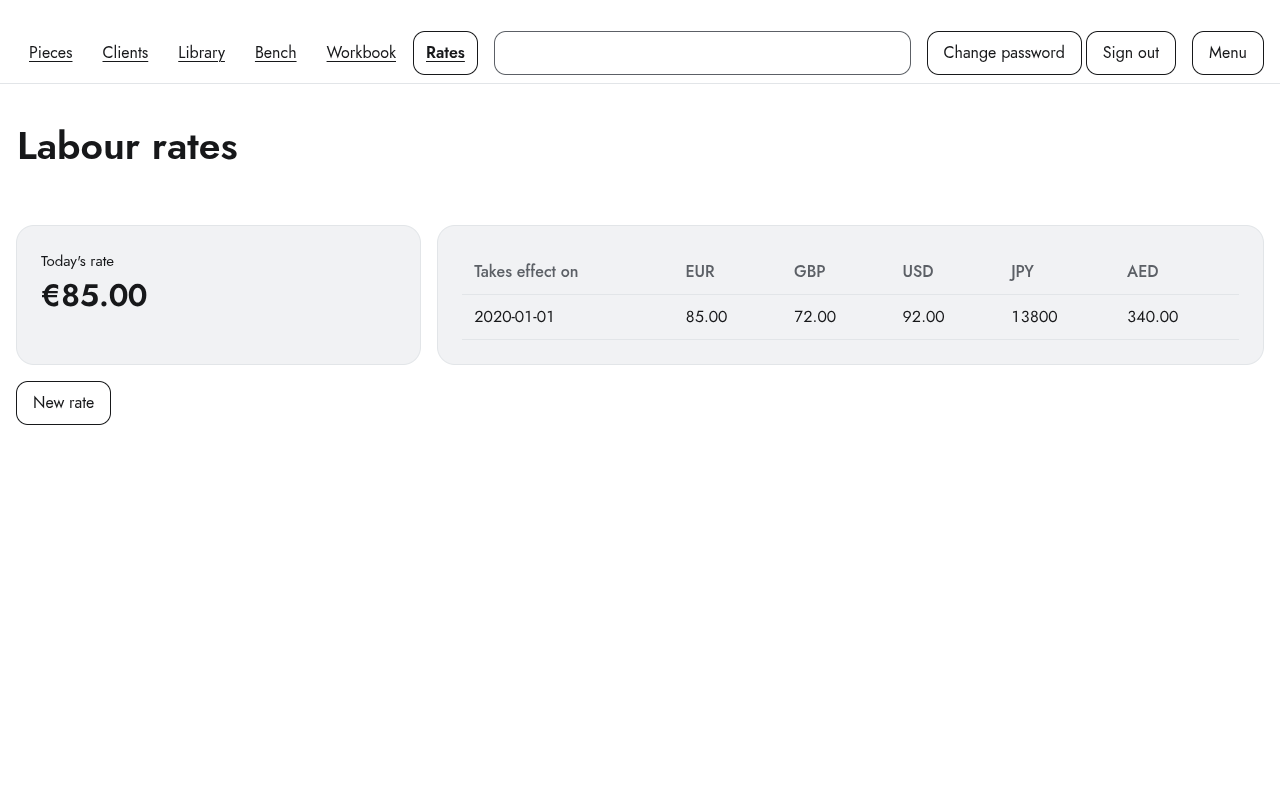 Pieces Clients Library Bench Workbook Rates Change password Sign out Menu
Labour rates
Today's rate
€85.00
Takes effect on EUR GBP USD JPY AED
2020-01-01 85.00 72.00 92.00 13800 340.00
New rate